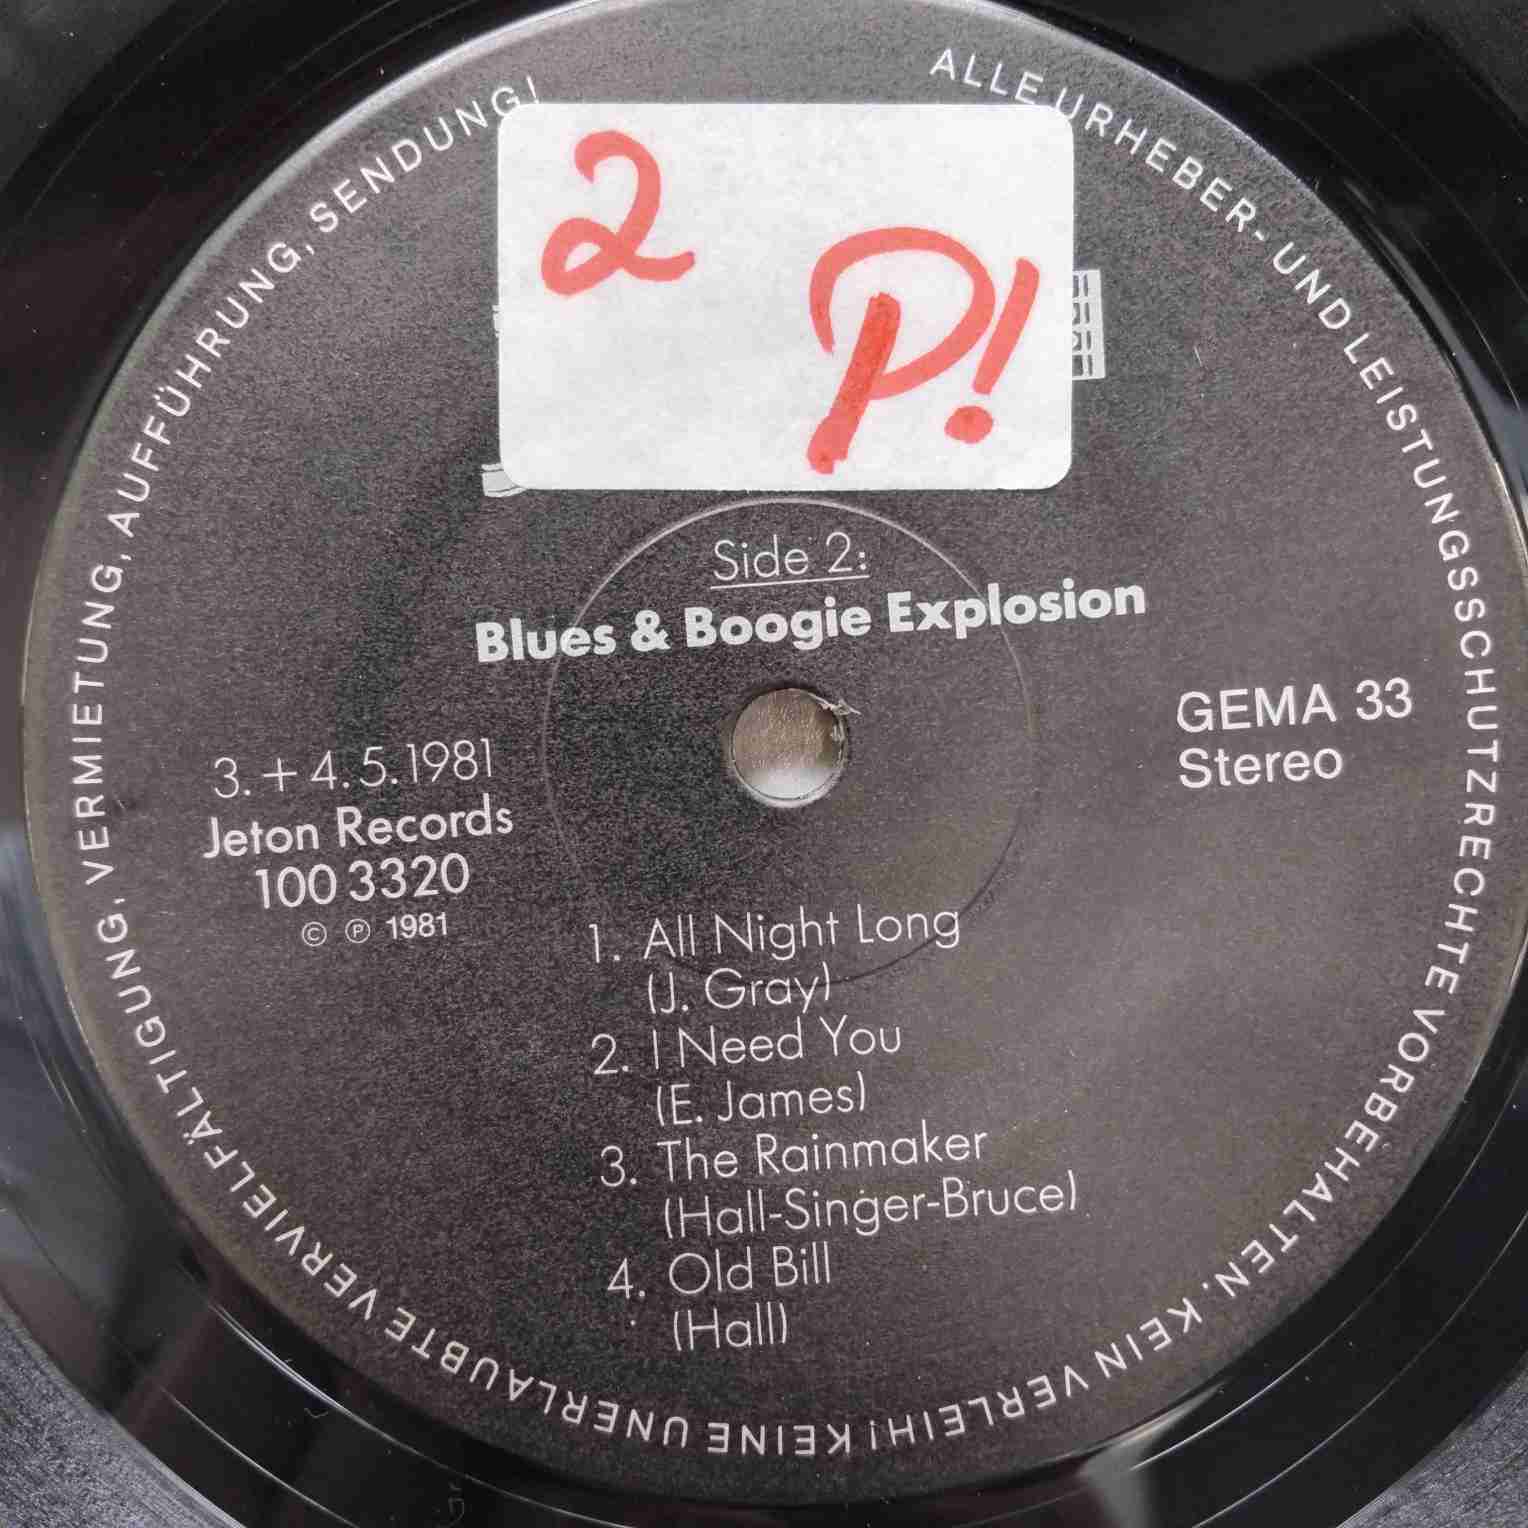 ALLE URHEBER- UND LEISTUNGSSCHUTZRECHTE VORBEHALTEN. KEIN VERLEIH! KEINE UNERLAUBTE VERVIELFÄLTIGUNG, VERMIETUNG, AUFFÜHRUNG, SENDUNG!
2
P!
Side 2:
Blues & Boogie Explosion
GEMA 33
Stereo
3.+4.5.1981
Jeton Records
100 3320
© ℗ 1981
1. All Night Long
(J. Gray)
2. I Need You
(E. James)
3. The Rainmaker
(Hall-Singer-Bruce)
4. Old Bill
(Hall)